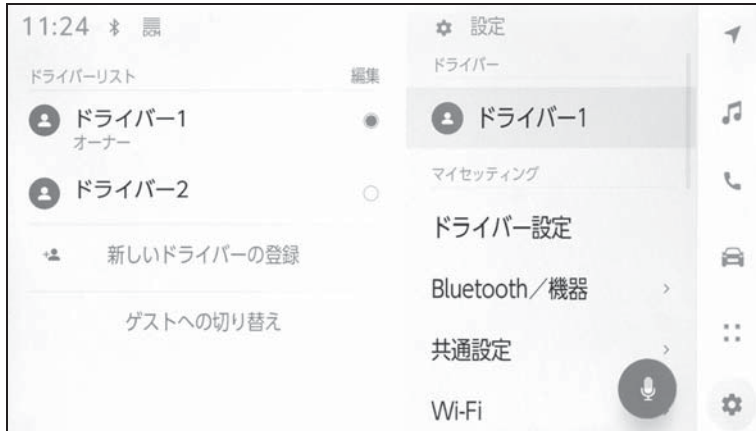 11:24
ドライバーリスト 編集
ドライバー1
オーナー
ドライバー2
新しいドライバーの登録
ゲストへの切り替え
設定
ドライバー
ドライバー1
マイセッティング
ドライバー設定
Bluetooth／機器
共通設定
Wi-Fi